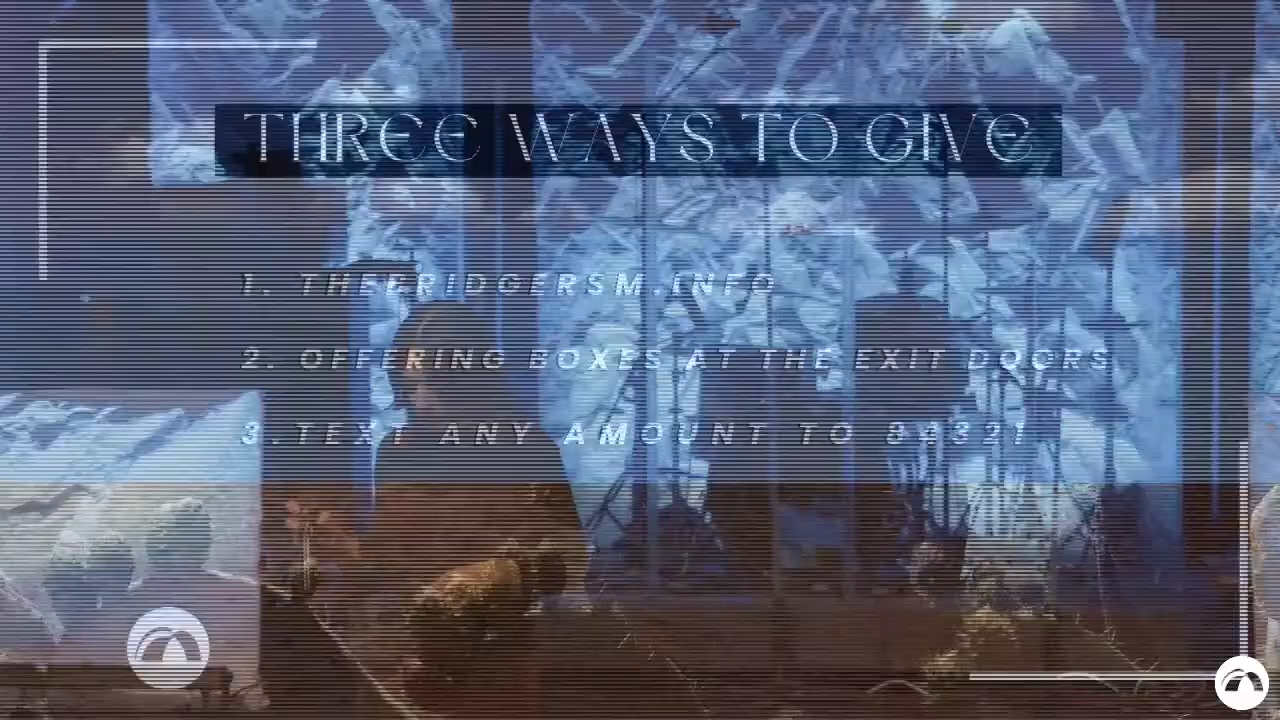 THREE WAYS TO GIVE
1. THEBRIDGERSM.INFO
2. OFFERING BOXES AT THE EXIT DOORS
3.TEXT ANY AMOUNT TO 84321